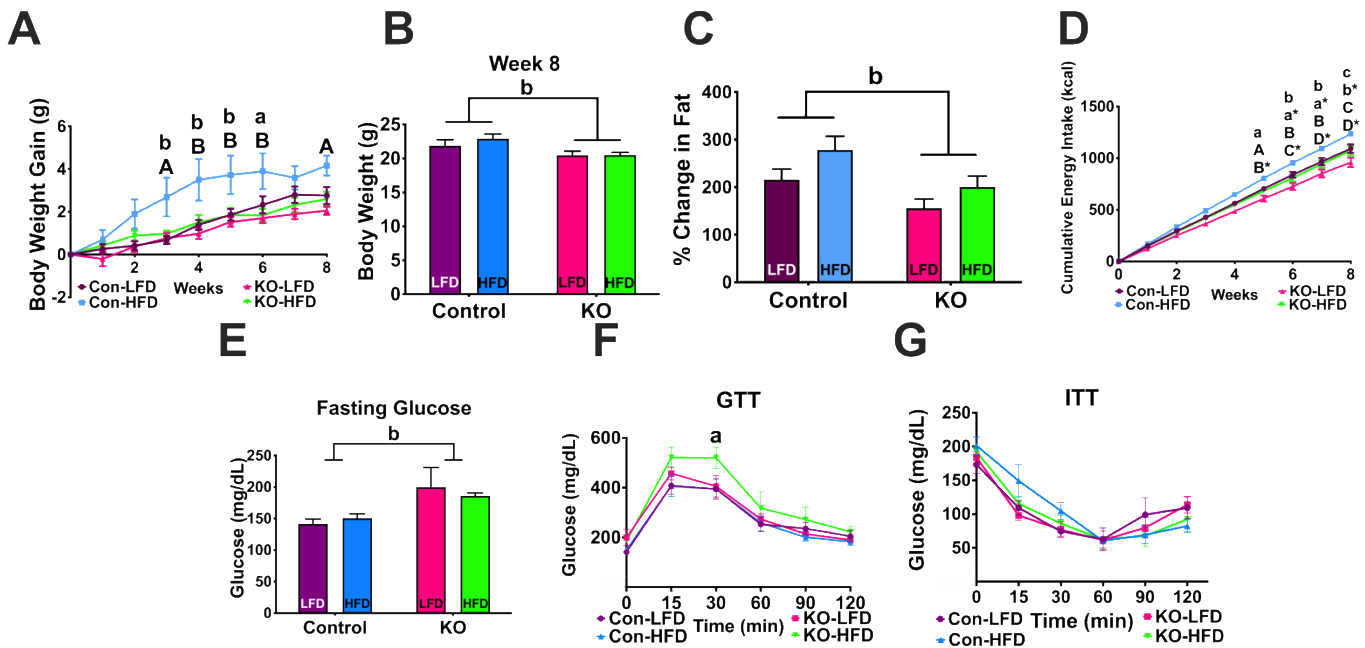 A
Body Weight Gain (g)
6
4
2
0
-2
b
A
b
B
b
B
a
B
A
2
4
6
8
Weeks
Con-LFD
Con-HFD
KO-LFD
KO-HFD
B
Week 8
b
Body Weight (g)
25
20
15
10
5
0
LFD
HFD
LFD
HFD
Control
KO
C
b
% Change in Fat
400
300
200
100
0
LFD
HFD
LFD
HFD
Control
KO
D
Cumulative Energy Intake (kcal)
1500
1000
500
0
a
A
B*
b
a*
B
C*
b
a*
B
D*
c
b*
C
D*
0
2
4
6
8
Weeks
Con-LFD
Con-HFD
KO-LFD
KO-HFD
E
Fasting Glucose
b
Glucose (mg/dL)
250
200
150
100
50
0
LFD
HFD
LFD
HFD
Control
KO
F
GTT
a
Glucose (mg/dL)
600
400
200
0
15
30
60
90
120
Time (min)
Con-LFD
Con-HFD
KO-LFD
KO-HFD
G
ITT
Glucose (mg/dL)
250
200
150
100
50
0
15
30
60
90
120
Time (min)
Con-LFD
Con-HFD
KO-LFD
KO-HFD